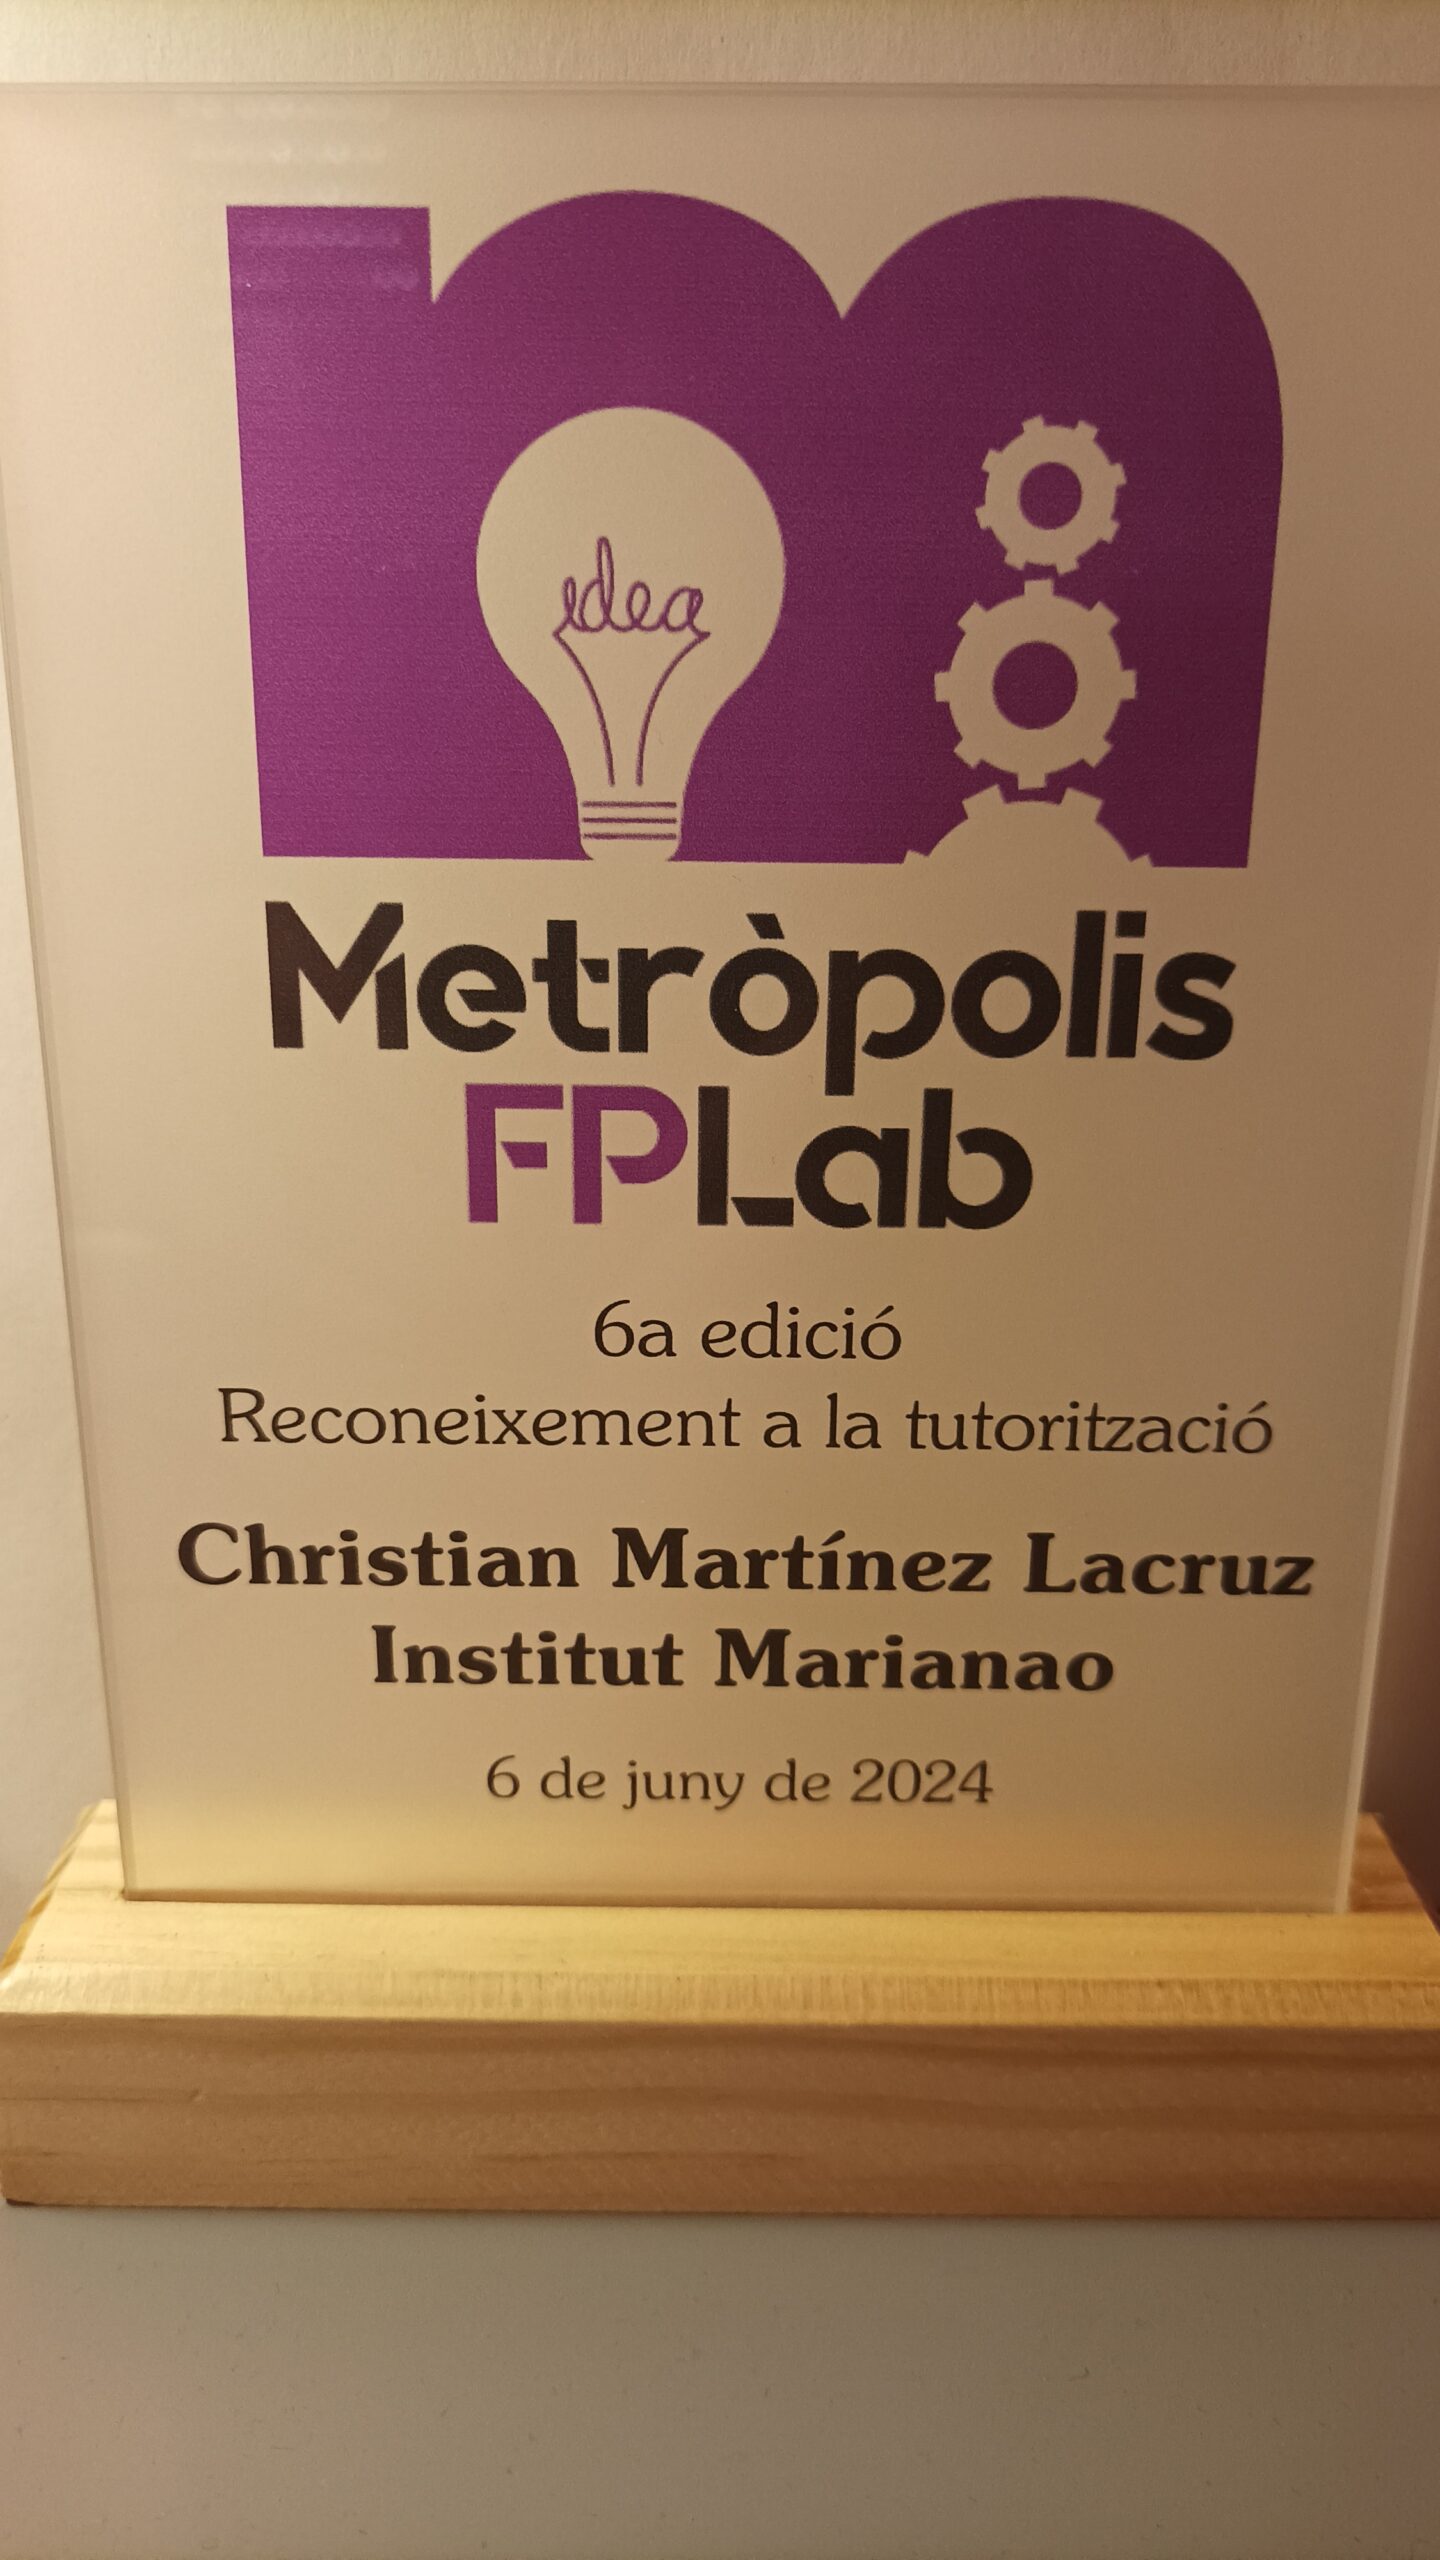 idea
Metròpolis
FPLab
6a edició
Reconeixement a la tutorització
Christian Martínez Lacruz
Institut Marianao
6 de juny de 2024